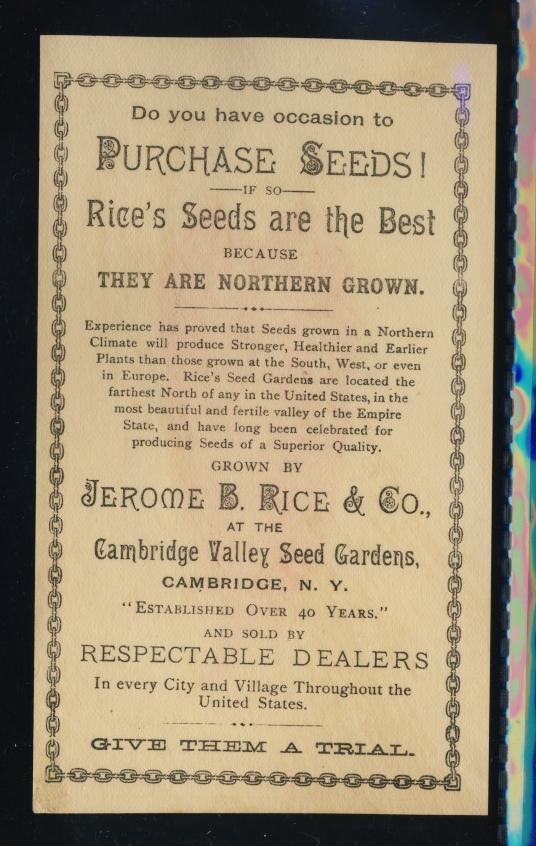 Do you have occasion to
PURCHASE SEEDS!
IF SO
Rice's Seeds are the Best
BECAUSE
THEY ARE NORTHERN GROWN.
Experience has proved that Seeds grown in a Northern
Climate will produce Stronger, Healthier and Earlier
Plants than those grown at the South, West, or even
in Europe. Rice's Seed Gardens are located the
farthest North of any in the United States, in the
most beautiful and fertile valley of the Empire
State, and have long been celebrated for
producing Seeds of a Superior Quality.
GROWN BY
JEROME B. RICE & CO.,
AT THE
Cambridge Valley Seed Gardens,
CAMBRIDGE, N. Y.
"ESTABLISHED OVER 40 YEARS."
AND SOLD BY
RESPECTABLE DEALERS
In every City and Village Throughout the
United States.
GIVE THEM A TRIAL.